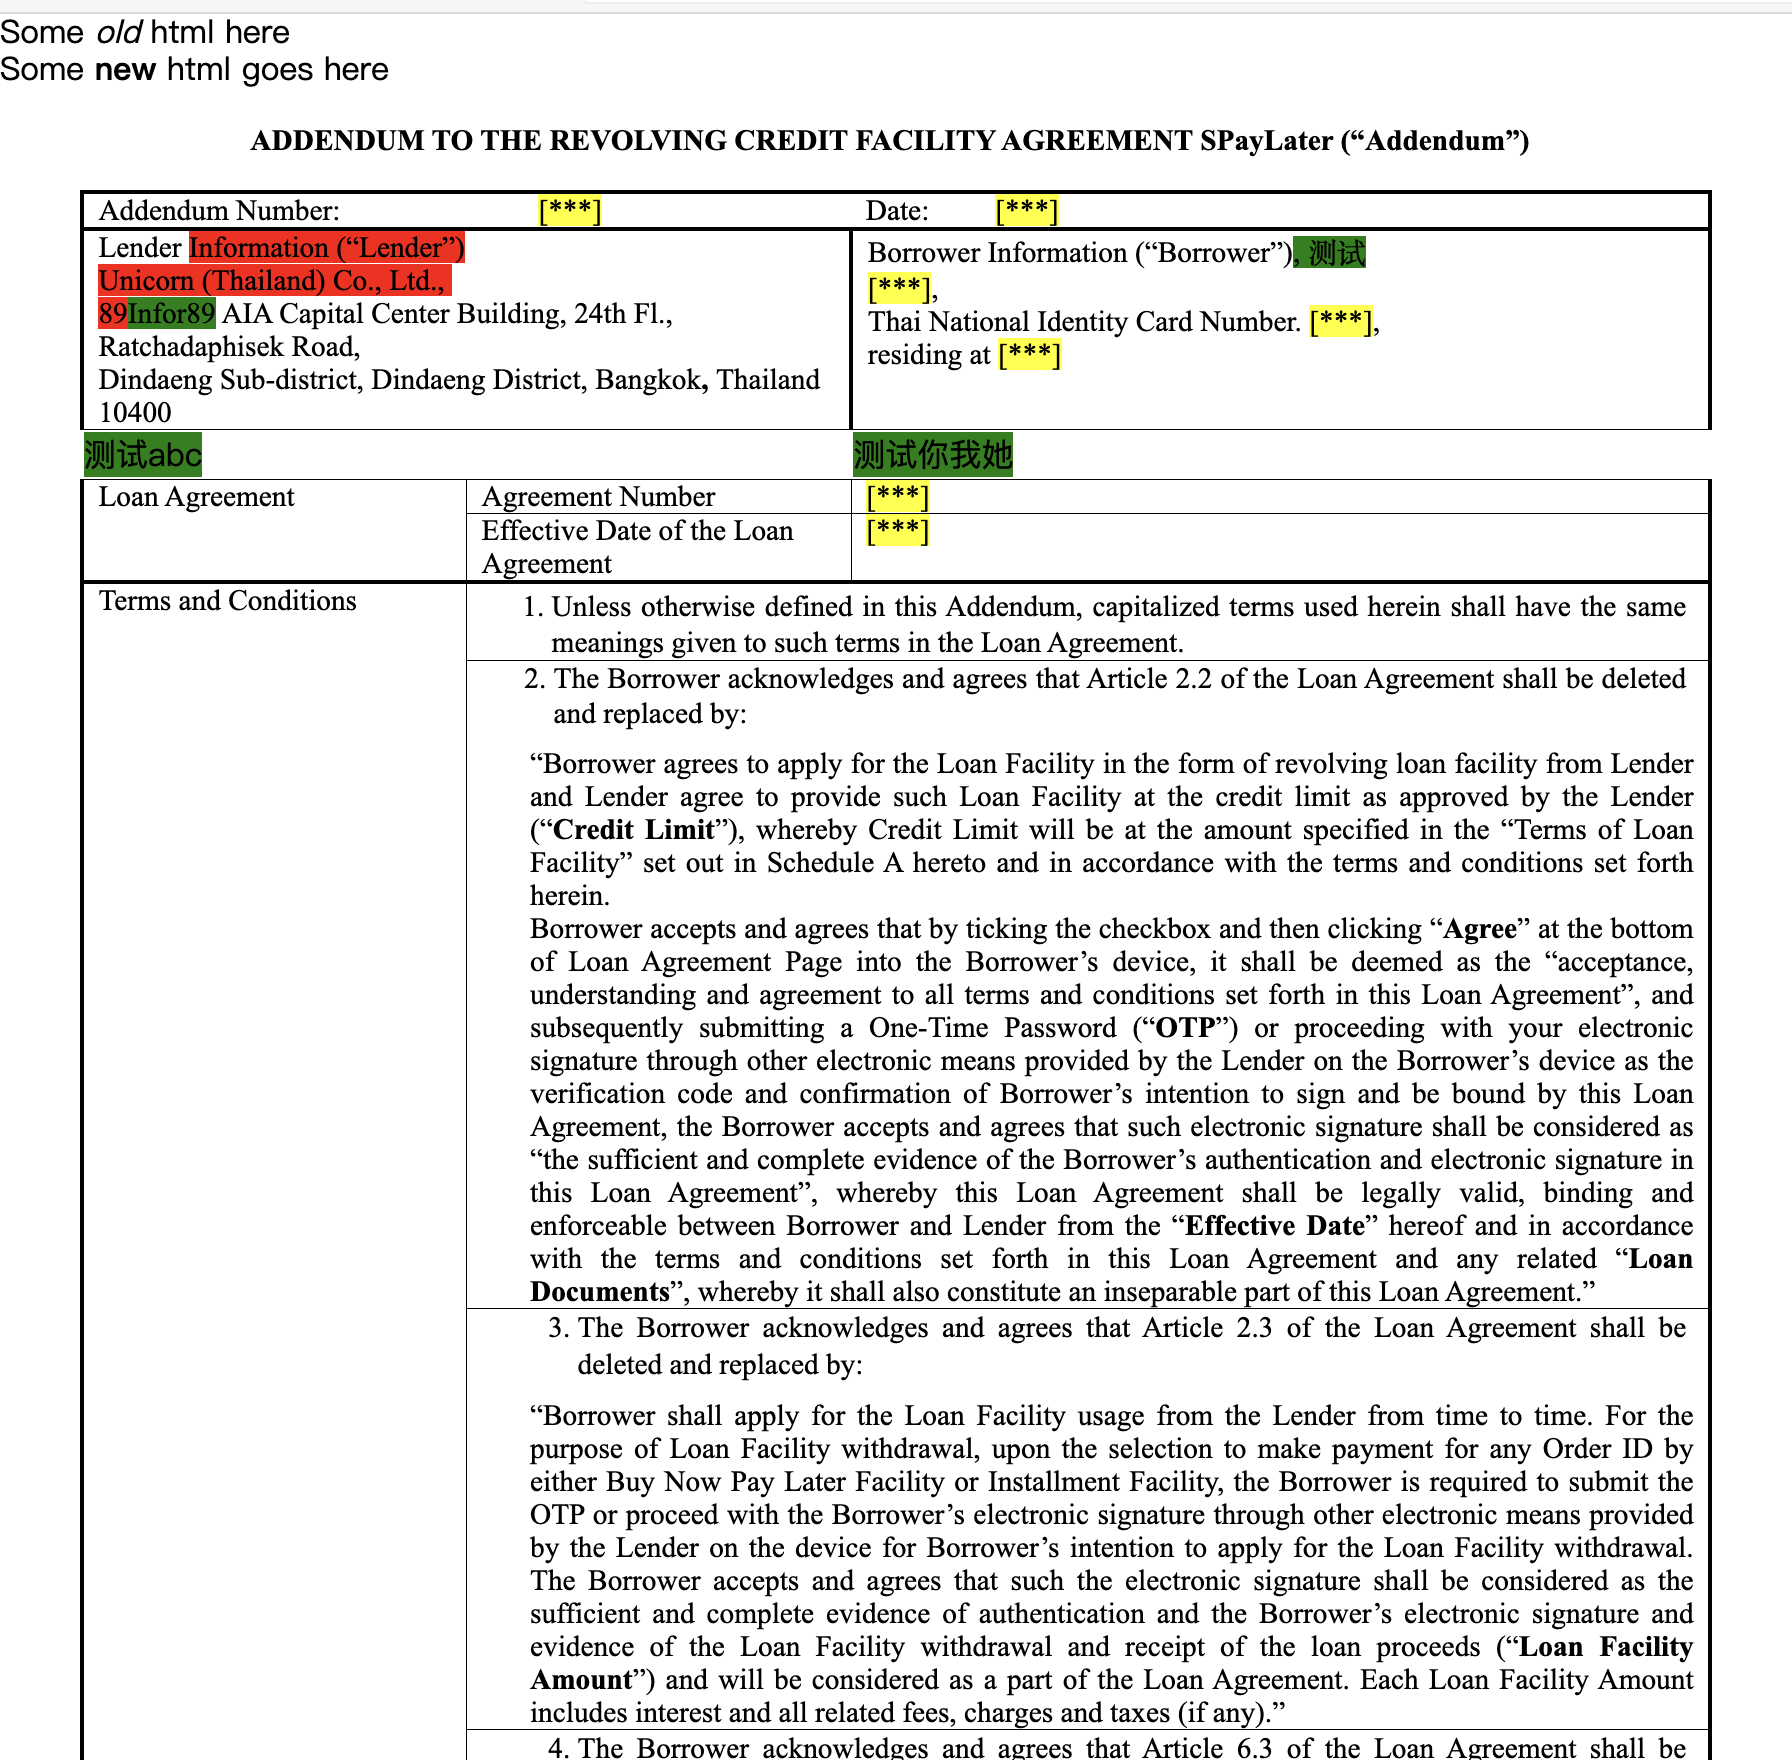 Some old html here
Some new html goes here
ADDENDUM TO THE REVOLVING CREDIT FACILITY AGREEMENT SPayLater (“Addendum”)
Addendum Number: [***] Date: [***]
Lender Information (“Lender”)
Unicorn (Thailand) Co., Ltd.,
89Infor89 AIA Capital Center Building, 24th Fl.,
Ratchadaphisek Road,
Dindaeng Sub-district, Dindaeng District, Bangkok, Thailand
10400
Borrower Information (“Borrower”), 测试
[***],
Thai National Identity Card Number. [***],
residing at [***]
测试abc 测试你我她
Loan Agreement Agreement Number [***]
Effective Date of the Loan [***]
Agreement
Terms and Conditions
1. Unless otherwise defined in this Addendum, capitalized terms used herein shall have the same
meanings given to such terms in the Loan Agreement.
2. The Borrower acknowledges and agrees that Article 2.2 of the Loan Agreement shall be deleted
and replaced by:
“Borrower agrees to apply for the Loan Facility in the form of revolving loan facility from Lender
and Lender agree to provide such Loan Facility at the credit limit as approved by the Lender
(“Credit Limit”), whereby Credit Limit will be at the amount specified in the “Terms of Loan
Facility” set out in Schedule A hereto and in accordance with the terms and conditions set forth
herein.
Borrower accepts and agrees that by ticking the checkbox and then clicking “Agree” at the bottom
of Loan Agreement Page into the Borrower’s device, it shall be deemed as the “acceptance,
understanding and agreement to all terms and conditions set forth in this Loan Agreement”, and
subsequently submitting a One-Time Password (“OTP”) or proceeding with your electronic
signature through other electronic means provided by the Lender on the Borrower’s device as the
verification code and confirmation of Borrower’s intention to sign and be bound by this Loan
Agreement, the Borrower accepts and agrees that such electronic signature shall be considered as
“the sufficient and complete evidence of the Borrower’s authentication and electronic signature in
this Loan Agreement”, whereby this Loan Agreement shall be legally valid, binding and
enforceable between Borrower and Lender from the “Effective Date” hereof and in accordance
with the terms and conditions set forth in this Loan Agreement and any related “Loan
Documents”, whereby it shall also constitute an inseparable part of this Loan Agreement.”
3. The Borrower acknowledges and agrees that Article 2.3 of the Loan Agreement shall be
deleted and replaced by:
“Borrower shall apply for the Loan Facility usage from the Lender from time to time. For the
purpose of Loan Facility withdrawal, upon the selection to make payment for any Order ID by
either Buy Now Pay Later Facility or Installment Facility, the Borrower is required to submit the
OTP or proceed with the Borrower’s electronic signature through other electronic means provided
by the Lender on the device for Borrower’s intention to apply for the Loan Facility withdrawal.
The Borrower accepts and agrees that such the electronic signature shall be considered as the
sufficient and complete evidence of authentication and the Borrower’s electronic signature and
evidence of the Loan Facility withdrawal and receipt of the loan proceeds (“Loan Facility
Amount”) and will be considered as a part of the Loan Agreement. Each Loan Facility Amount
includes interest and all related fees, charges and taxes (if any).”
4. The Borrower acknowledges and agrees that Article 6.3 of the Loan Agreement shall be